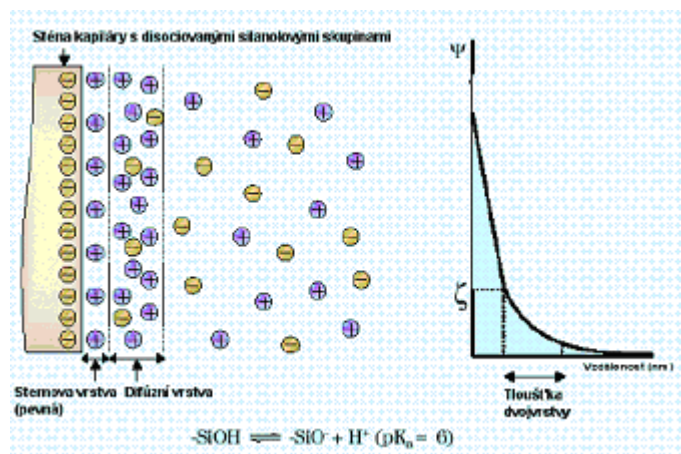 Stěna kapiláry s disociovanými silanolovými skupinami
Ψ
ζ
Vzdálenost (nm)
Sternova vrstva
(pevná)
Difúzní vrstva
Tloušťka
dvojvrstvy
-SiOH ⇌ -SiO⁻ + H⁺ (pKₐ = 6)